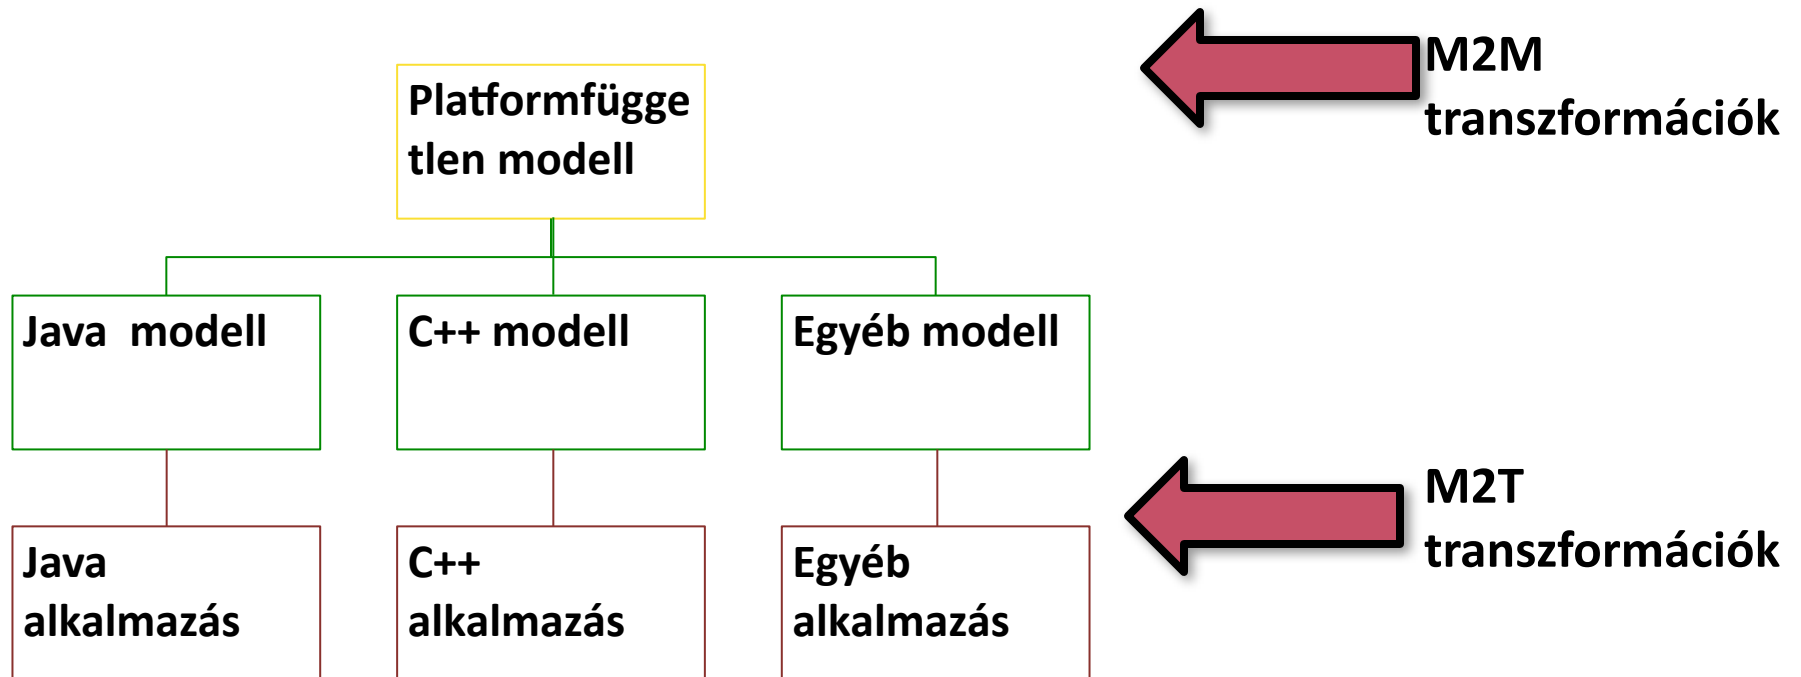 M2M
transzformációk
Platformfügge
tlen modell
Java  modell
C++ modell
Egyéb modell
M2T
transzformációk
Java
alkalmazás
C++
alkalmazás
Egyéb
alkalmazás